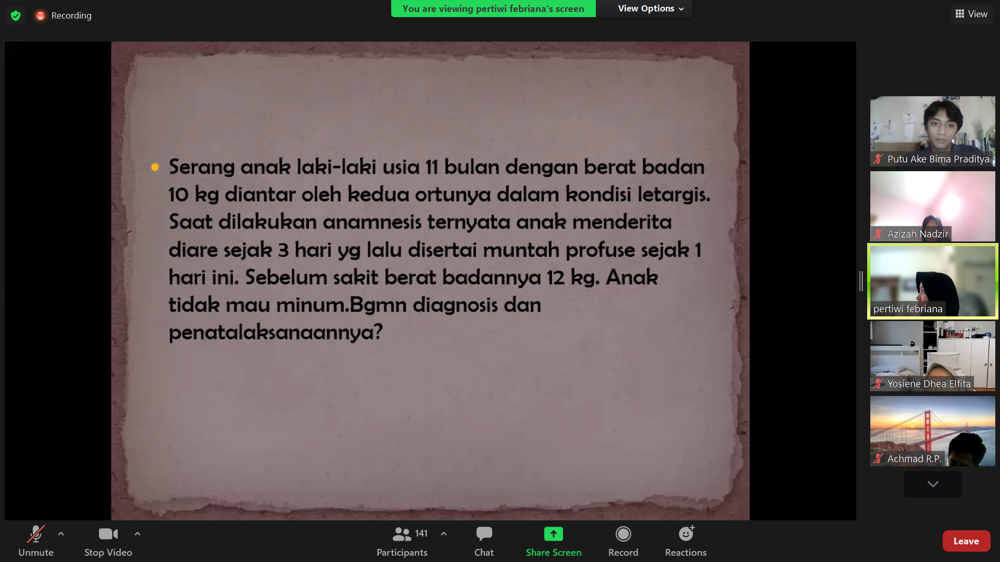 Recording
You are viewing pertiwi febriana's screen
View Options
View
Serang anak laki-laki usia 11 bulan dengan berat badan
10 kg diantar oleh kedua ortunya dalam kondisi letargis.
Saat dilakukan anamnesis ternyata anak menderita
diare sejak 3 hari yg lalu disertai muntah profuse sejak 1
hari ini. Sebelum sakit berat badannya 12 kg. Anak
tidak mau minum.Bgmn diagnosis dan
penatalaksanaannya?
Putu Ake Bima Praditya
Azizah Nadzir
pertiwi febriana
Yosiene Dhea Elfita
Achmad R.P.
Unmute
Stop Video
141
Participants
Chat
Share Screen
Record
Reactions
Leave